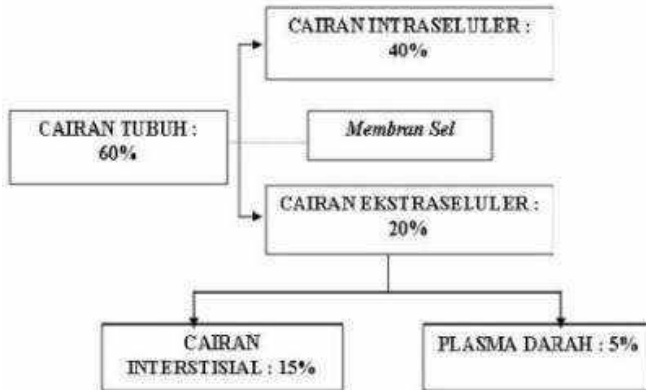 CAIRAN INTRASELULER :
40%
CAIRAN TUBUH :
60%
Membran Sel
CAIRAN EKSTRASELULER :
20%
CAIRAN
INTERSTISIAL : 15%
PLASMA DARAH : 5%